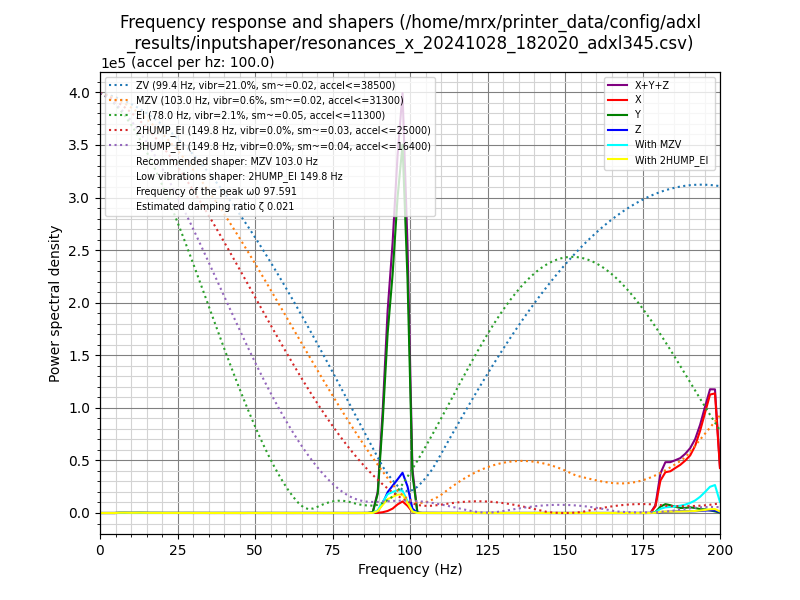 Frequency response and shapers (/home/mrx/printer_data/config/adxl
_results/inputshaper/resonances_x_20241028_182020_adxl345.csv)
1e5 (accel per hz: 100.0)
ZV (99.4 Hz, vibr=21.0%, sm~=0.02, accel<=38500)
MZV (103.0 Hz, vibr=0.6%, sm~=0.02, accel<=31300)
EI (78.0 Hz, vibr=2.1%, sm~=0.05, accel<=11300)
2HUMP_EI (149.8 Hz, vibr=0.0%, sm~=0.03, accel<=25000)
3HUMP_EI (149.8 Hz, vibr=0.0%, sm~=0.04, accel<=16400)
Recommended shaper: MZV 103.0 Hz
Low vibrations shaper: 2HUMP_EI 149.8 Hz
Frequency of the peak ω0 97.591
Estimated damping ratio ζ 0.021
X+Y+Z
X
Y
Z
With MZV
With 2HUMP_EI
Power spectral density
4.0
3.5
3.0
2.5
2.0
1.5
1.0
0.5
0.0
0 25 50 75 100 125 150 175 200
Frequency (Hz)